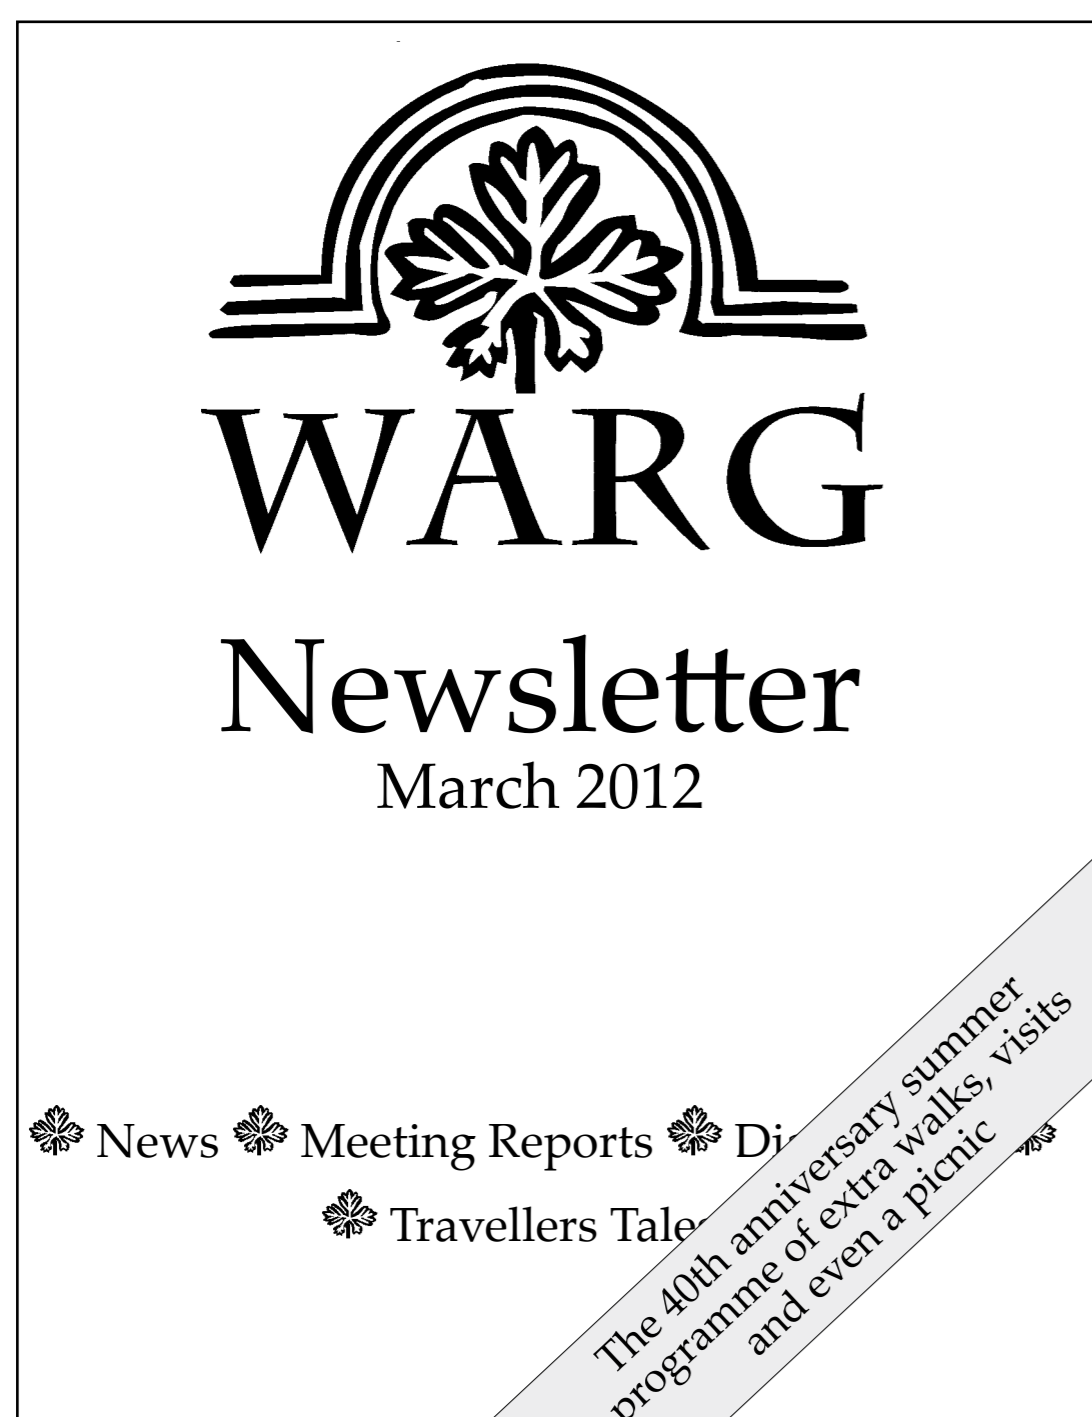 WARG
Newsletter
March 2012
News Meeting Reports
Travellers Tales
The 40th anniversary summer
programme of extra walks, visits
and even a picnic